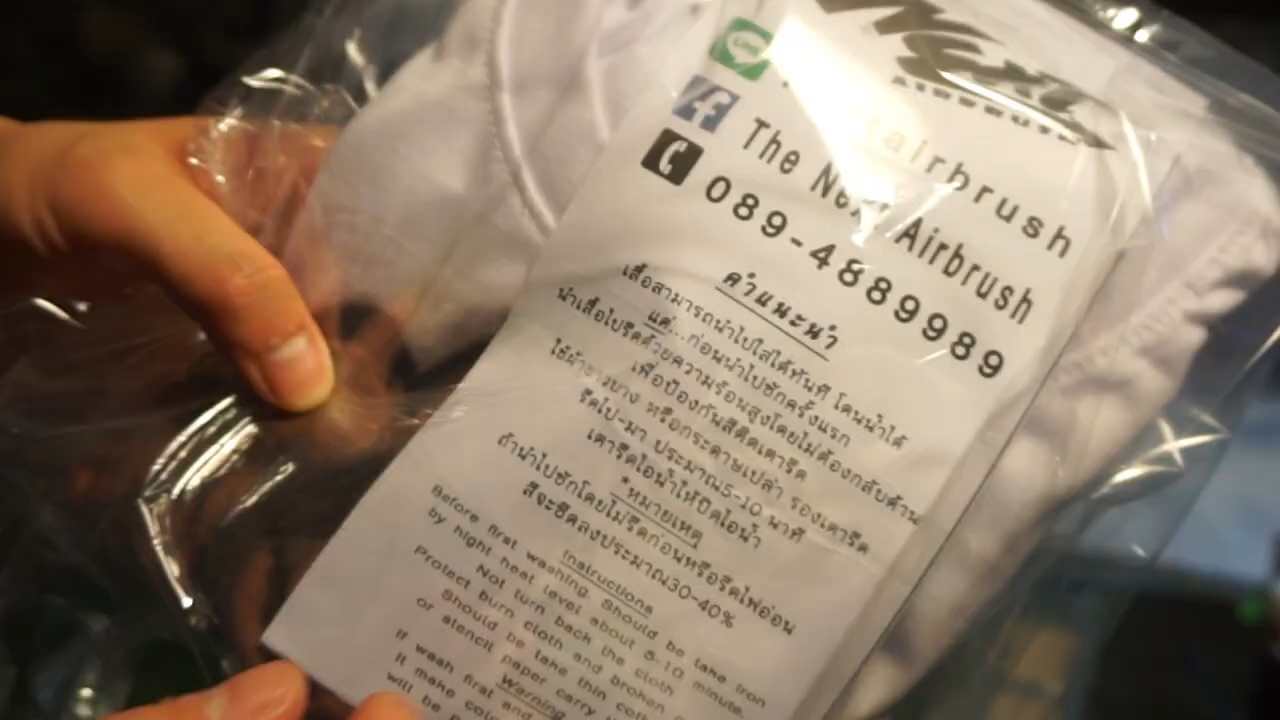 Next
AIRBRUSH
LINE
airbrush
The Next Airbrush
089-4889989
คำแนะนำ
เสื้อสามารถนำไปใส่ได้ทันที โดนน้ำได้
แต่...ก่อนนำไปซักครั้งแรก
นำเสื้อไปรีดด้วยความร้อนสูงโดยไม่ต้องกลับด้าน
เพื่อป้องกันสีติดเตารีด
ใช้ผ้าบางบาง หรือกระดาษเปล่า รองเตารีด
รีดไป-มา ประมาณ5-10 นาที
เตารีดไอน้ำให้ปิดไอน้ำ
*หมายเหตุ
ถ้านำไปซักโดยไม่รีดก่อนหรือรีดไฟอ่อน
สีจะซีดลงประมาณ30-40%
Instructions
Before first washing. Should be take iron
by hight heat level about 5-10 minute.
Not turn back the cloth
Protect burn cloth and broken
Should be take thin
or atencil paper carry
Warning
If wash first and
it make
will be